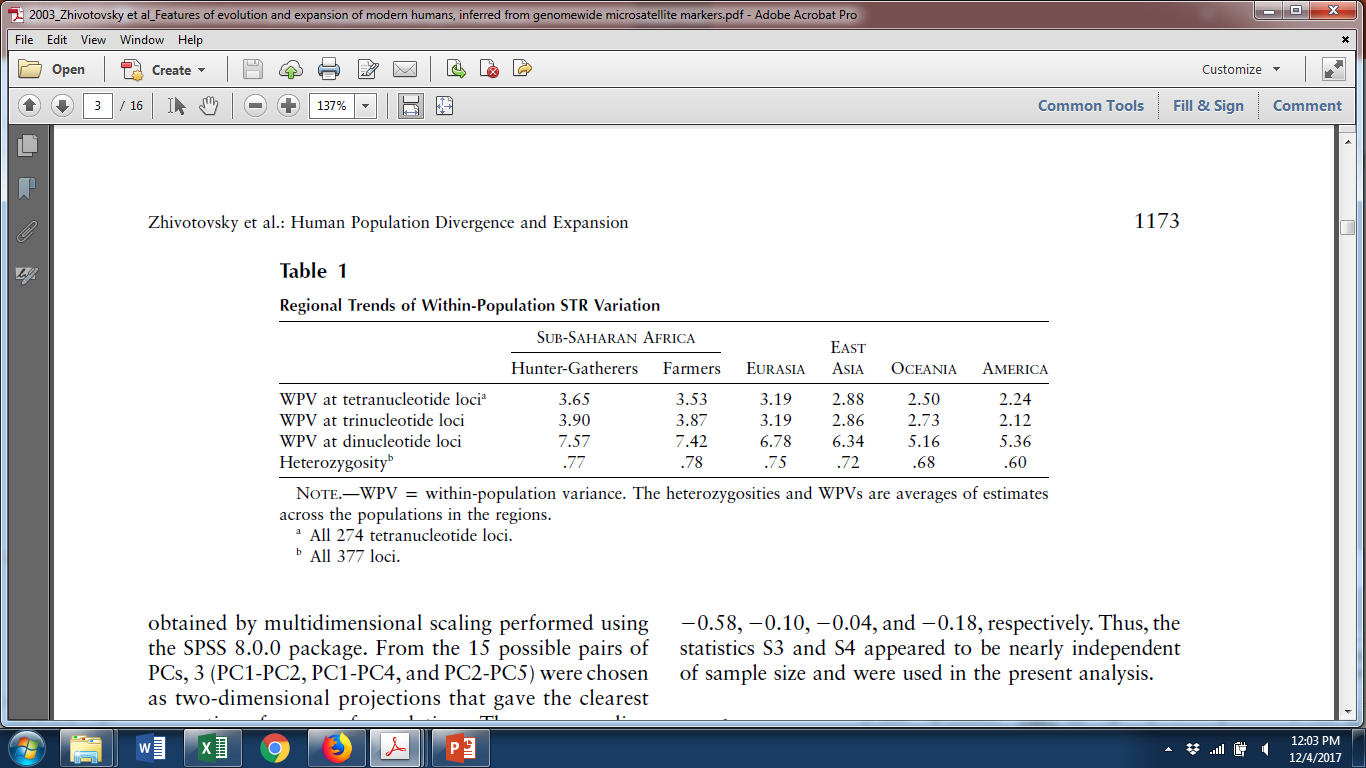 2003_Zhivotovsky et al_Features of evolution and expansion of modern humans, inferred from genomewide microsatellite markers.pdf - Adobe Acrobat Pro
File Edit View Window Help
Open Create Customize
3 / 16 137% Common Tools Fill & Sign Comment
Zhivotovsky et al.: Human Population Divergence and Expansion 1173
Table 1
Regional Trends of Within-Population STR Variation
SUB-SAHARAN AFRICA
EAST
Hunter-Gatherers Farmers EURASIA ASIA OCEANIA AMERICA
WPV at tetranucleotide lociᵃ 3.65 3.53 3.19 2.88 2.50 2.24
WPV at trinucleotide loci 3.90 3.87 3.19 2.86 2.73 2.12
WPV at dinucleotide loci 7.57 7.42 6.78 6.34 5.16 5.36
Heterozygosityᵇ .77 .78 .75 .72 .68 .60
NOTE.—WPV = within-population variance. The heterozygosities and WPVs are averages of estimates
across the populations in the regions.
ᵃ All 274 tetranucleotide loci.
ᵇ All 377 loci.
obtained by multidimensional scaling performed using
the SPSS 8.0.0 package. From the 15 possible pairs of
PCs, 3 (PC1-PC2, PC1-PC4, and PC2-PC5) were chosen
as two-dimensional projections that gave the clearest
−0.58, −0.10, −0.04, and −0.18, respectively. Thus, the
statistics S3 and S4 appeared to be nearly independent
of sample size and were used in the present analysis.
12:03 PM
12/4/2017